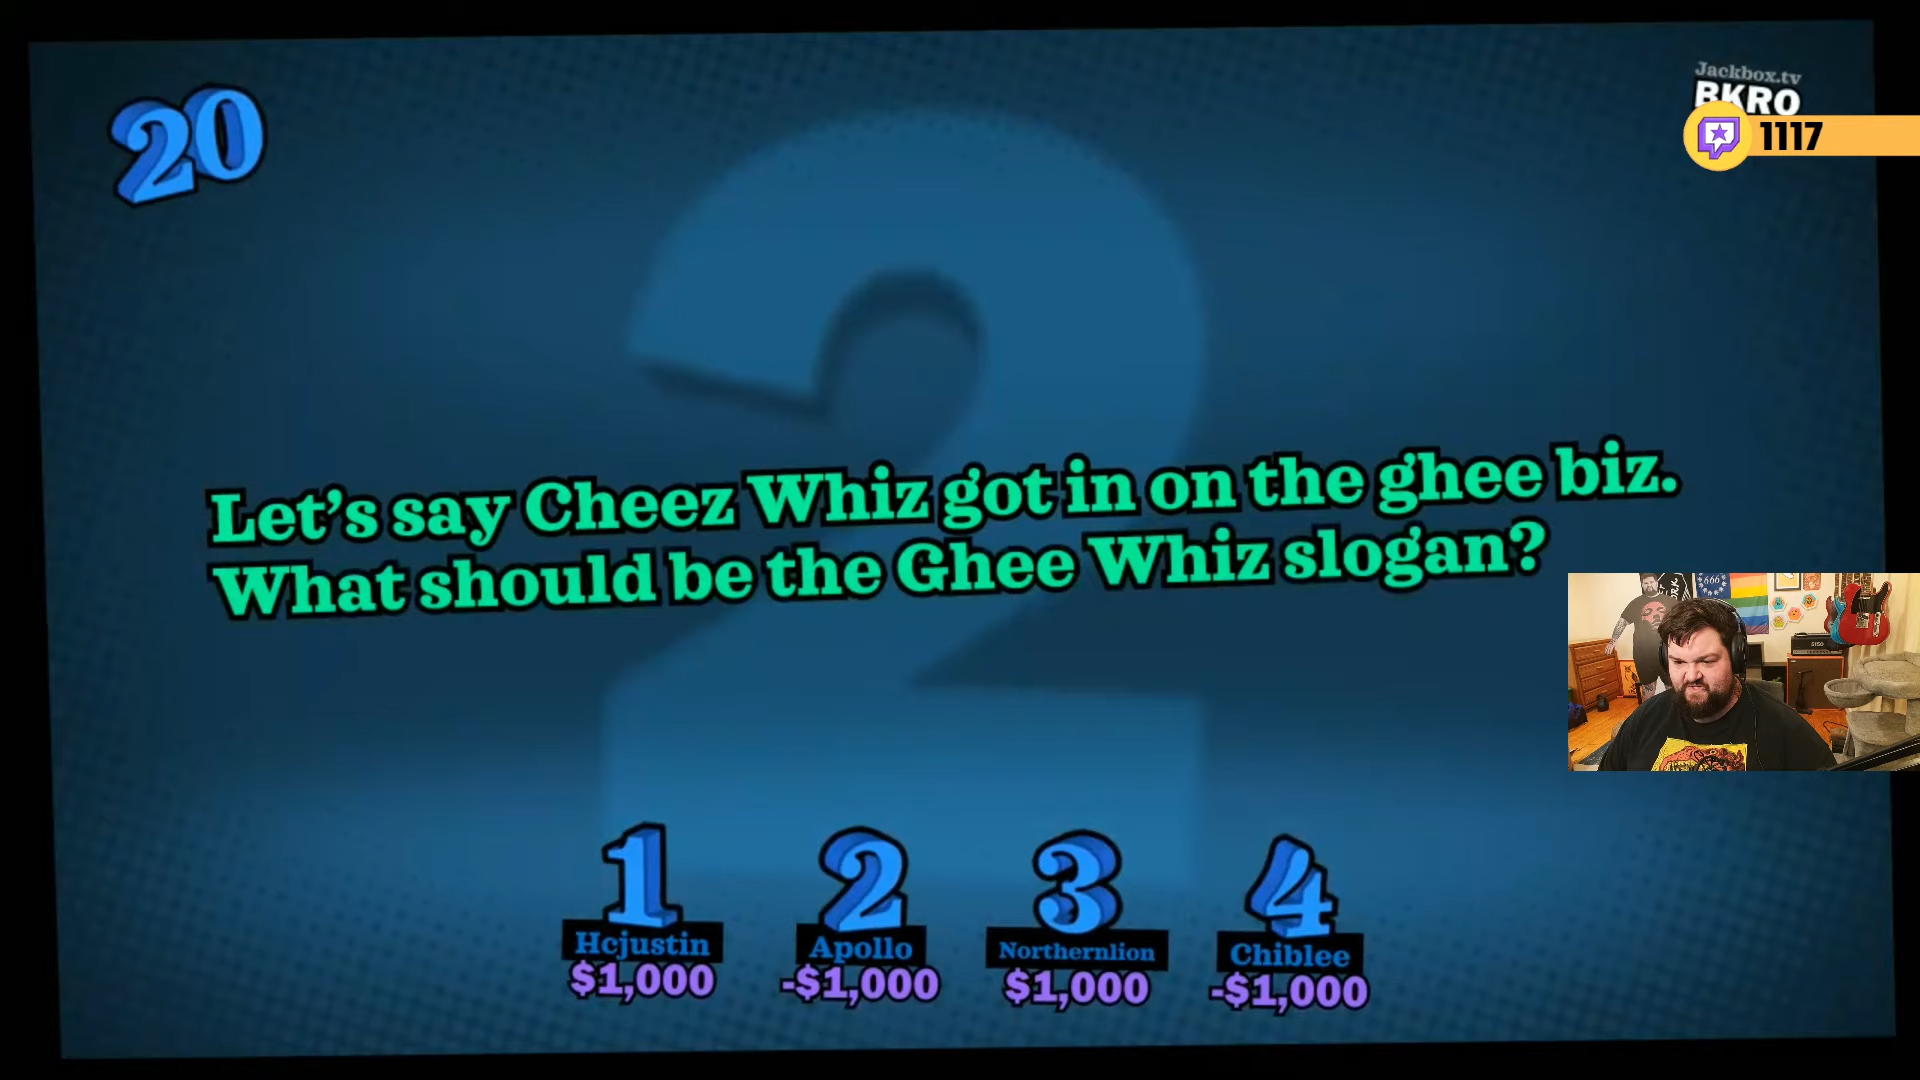 20
Jackbox.tv
BKRO
1117
Let's say Cheez Whiz got in on the ghee biz.
What should be the Ghee Whiz slogan?
666
5150
1
2
3
4
Hcjustin
Apollo
Northernlion
Chiblee
$1,000
-$1,000
$1,000
-$1,000